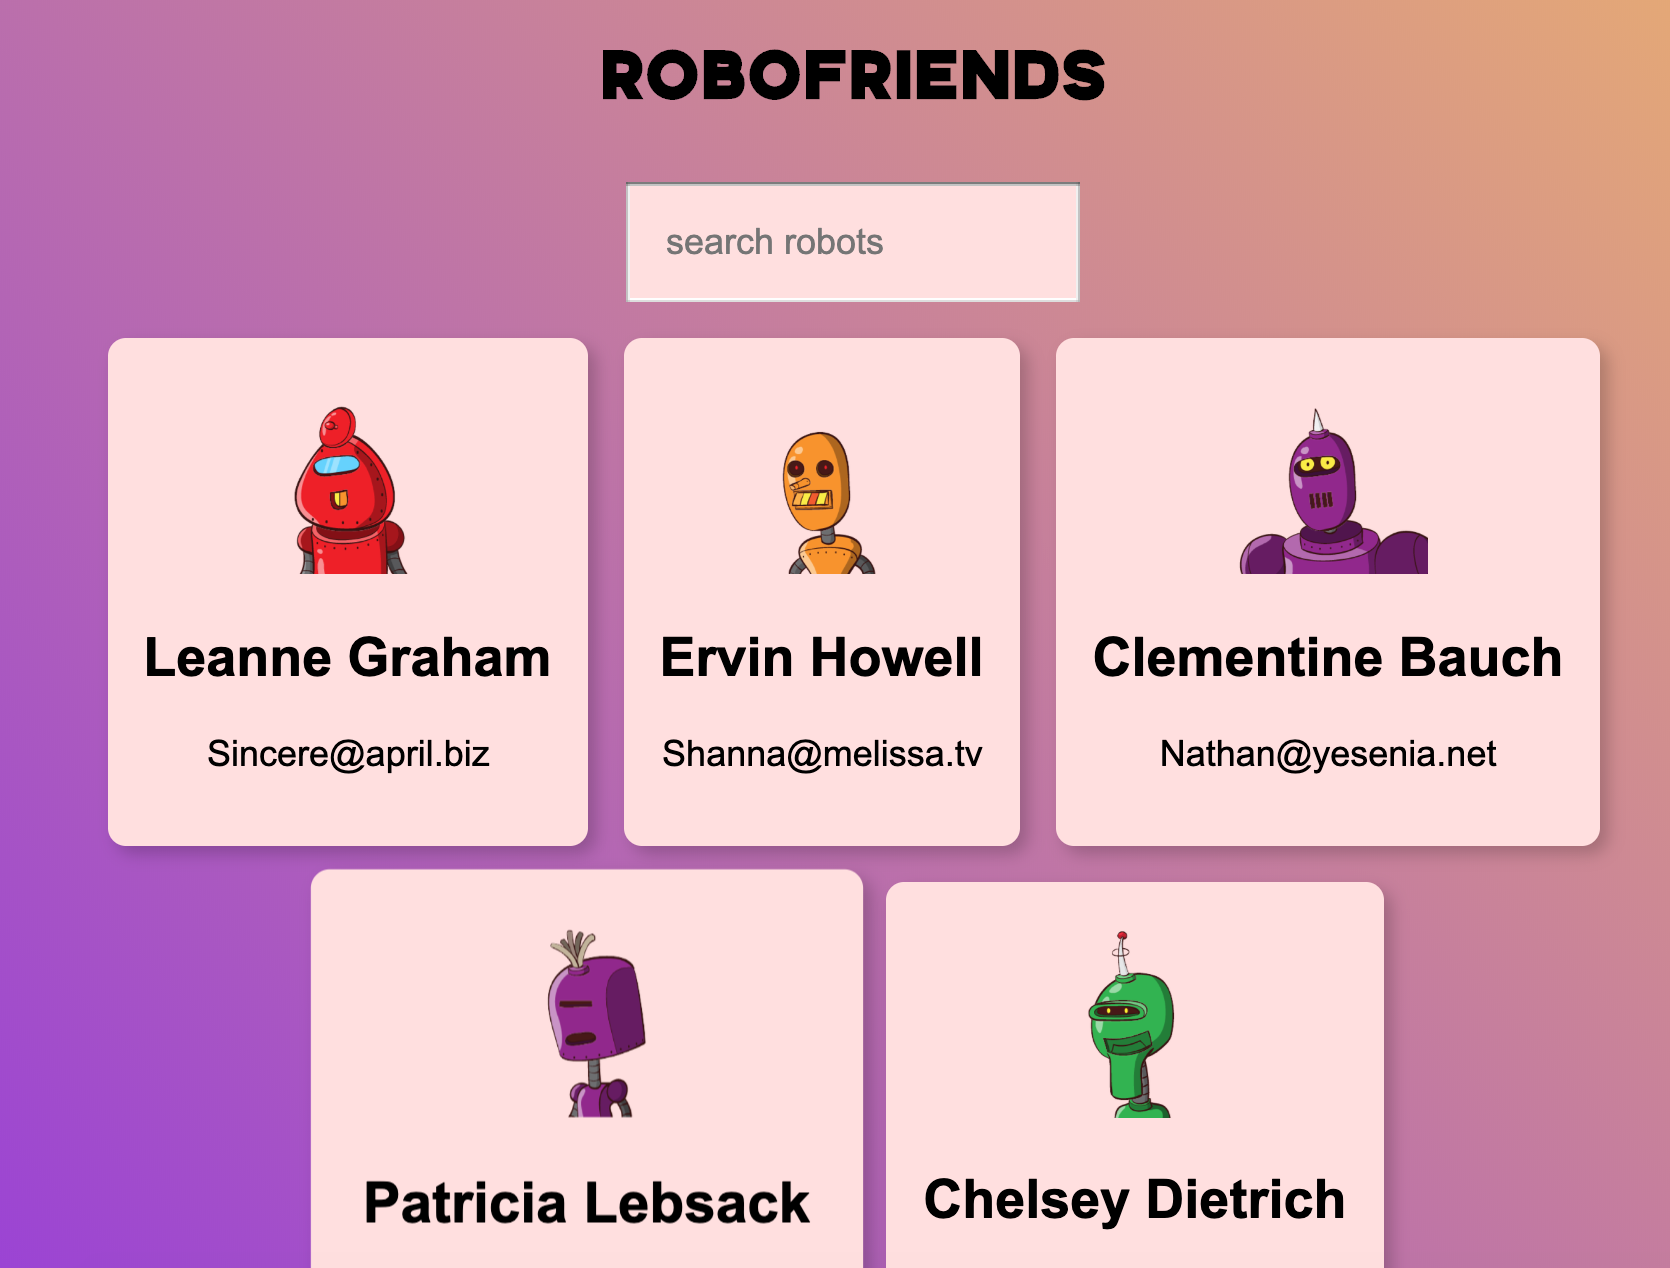 ROBOFRIENDS
search robots
Leanne Graham
Sincere@april.biz
Ervin Howell
Shanna@melissa.tv
Clementine Bauch
Nathan@yesenia.net
Patricia Lebsack
Chelsey Dietrich